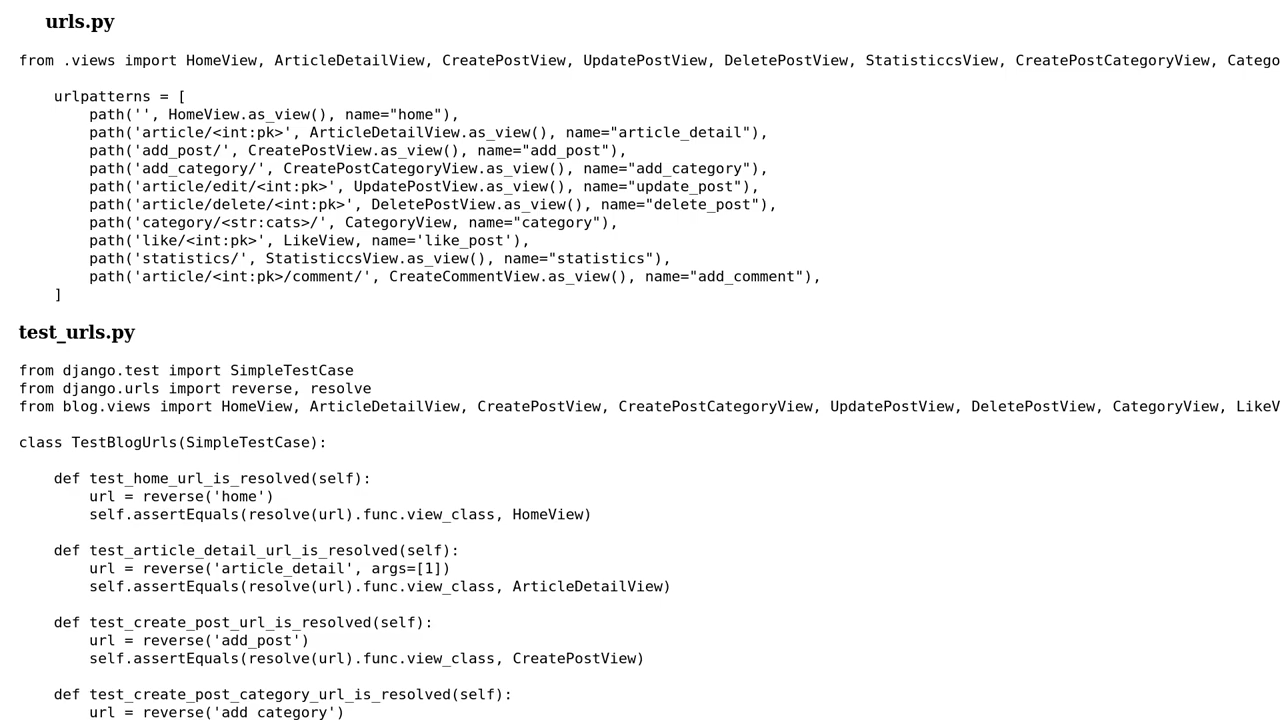 urls.py
from .views import HomeView, ArticleDetailView, CreatePostView, UpdatePostView, DeletePostView, StatisticcsView, CreatePostCategoryView, Catego
urlpatterns = [
path('', HomeView.as_view(), name="home"),
path('article/<int:pk>', ArticleDetailView.as_view(), name="article_detail"),
path('add_post/', CreatePostView.as_view(), name="add_post"),
path('add_category/', CreatePostCategoryView.as_view(), name="add_category"),
path('article/edit/<int:pk>', UpdatePostView.as_view(), name="update_post"),
path('article/delete/<int:pk>', DeletePostView.as_view(), name="delete_post"),
path('category/<str:cats>/', CategoryView, name="category"),
path('like/<int:pk>', LikeView, name='like_post'),
path('statistics/', StatisticcsView.as_view(), name="statistics"),
path('article/<int:pk>/comment/', CreateCommentView.as_view(), name="add_comment"),
]
test_urls.py
from django.test import SimpleTestCase
from django.urls import reverse, resolve
from blog.views import HomeView, ArticleDetailView, CreatePostView, CreatePostCategoryView, UpdatePostView, DeletePostView, CategoryView, LikeV
class TestBlogUrls(SimpleTestCase):
def test_home_url_is_resolved(self):
url = reverse('home')
self.assertEquals(resolve(url).func.view_class, HomeView)
def test_article_detail_url_is_resolved(self):
url = reverse('article_detail', args=[1])
self.assertEquals(resolve(url).func.view_class, ArticleDetailView)
def test_create_post_url_is_resolved(self):
url = reverse('add_post')
self.assertEquals(resolve(url).func.view_class, CreatePostView)
def test_create_post_category_url_is_resolved(self):
url = reverse('add_category')